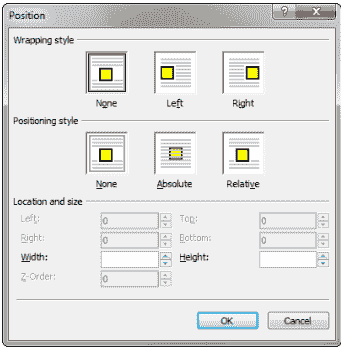 Position
Wrapping style
None Left Right
Positioning style
None Absolute Relative
Location and size
Left: 0 Top: 0
Right: 0 Bottom: 0
Width: Height:
Z-Order: 0
OK Cancel